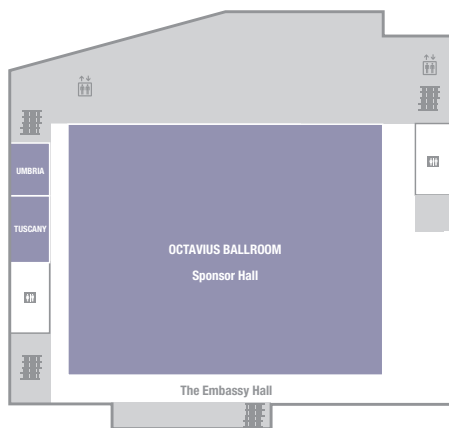 UMBRIA
TUSCANY
OCTAVIUS BALLROOM
Sponsor Hall
The Embassy Hall